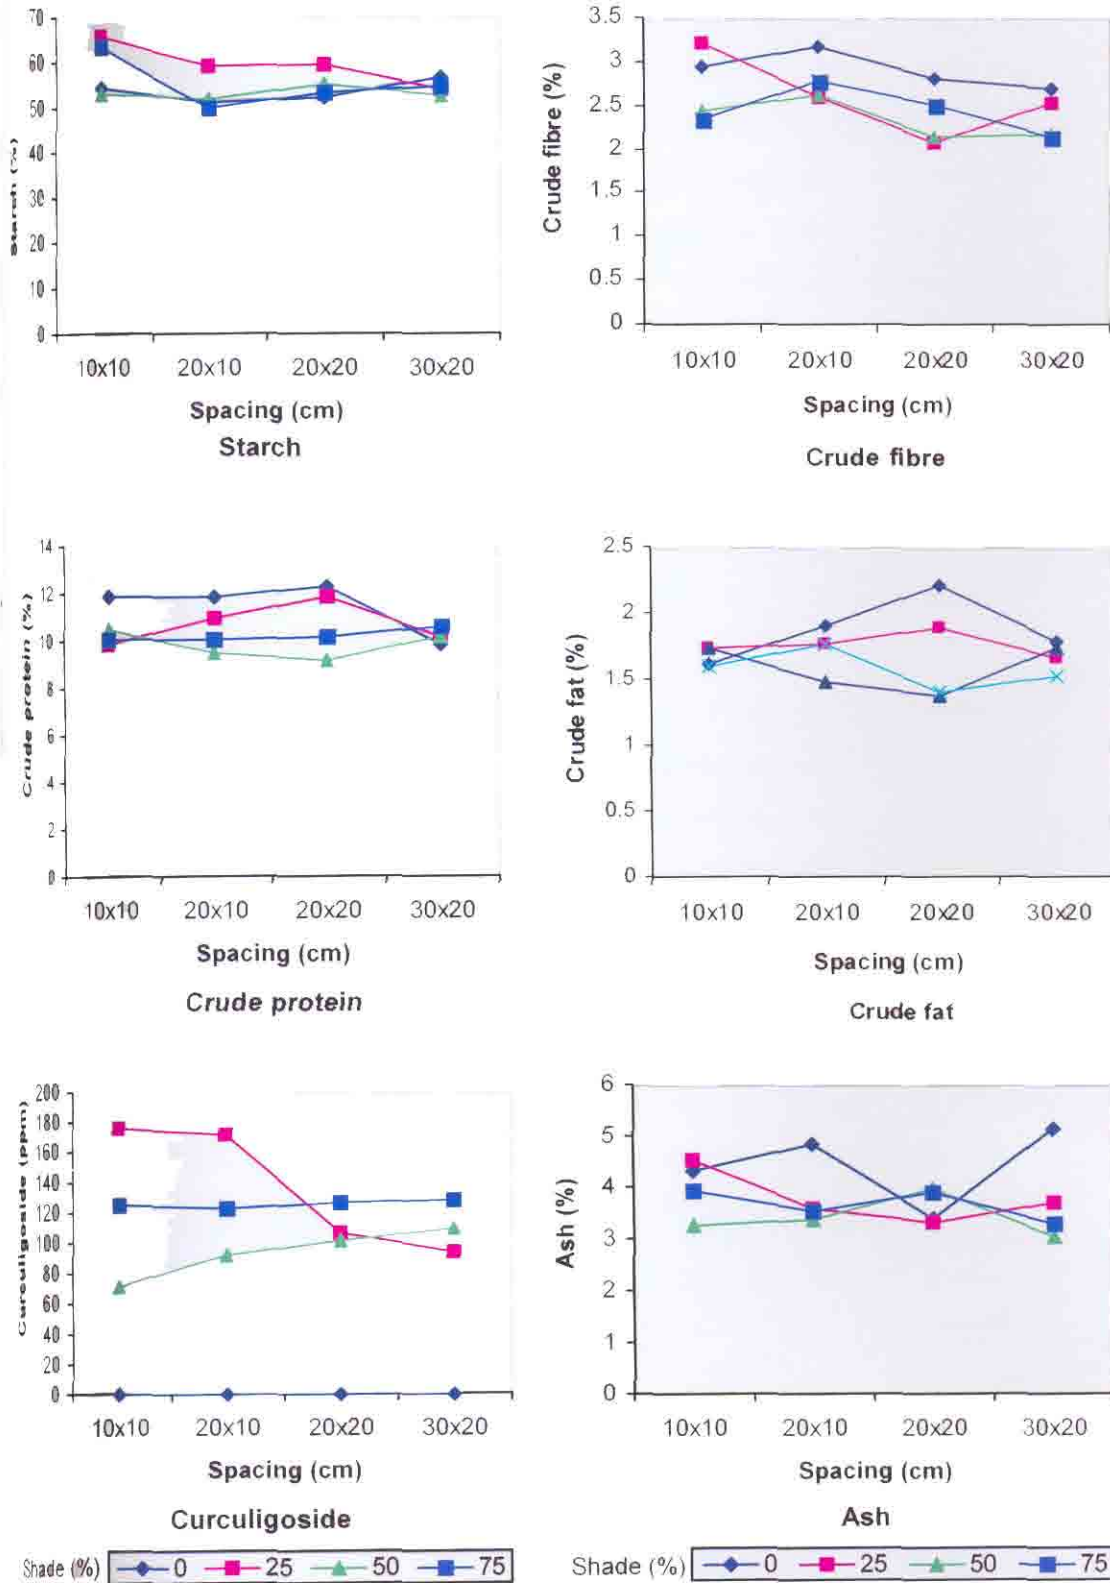 70
60
50
40
30
20
10
0
Starch (%)
10x10 20x10 20x20 30x20
Spacing (cm)
Starch
3.5
3
2.5
2
1.5
1
0.5
0
Crude fibre (%)
10x10 20x10 20x20 30x20
Spacing (cm)
Crude fibre
14
12
10
8
6
4
2
0
Crude protein (%)
10x10 20x10 20x20 30x20
Spacing (cm)
Crude protein
2.5
2
1.5
1
0.5
0
Crude fat (%)
10x10 20x10 20x20 30x20
Spacing (cm)
Crude fat
200
180
160
140
120
100
80
60
40
20
0
Curculigoside (ppm)
10x10 20x10 20x20 30x20
Spacing (cm)
Curculigoside
Shade (%) 0 25 50 75
6
5
4
3
2
1
0
Ash (%)
10x10 20x10 20x20 30x20
Spacing (cm)
Ash
Shade (%) 0 25 50 75